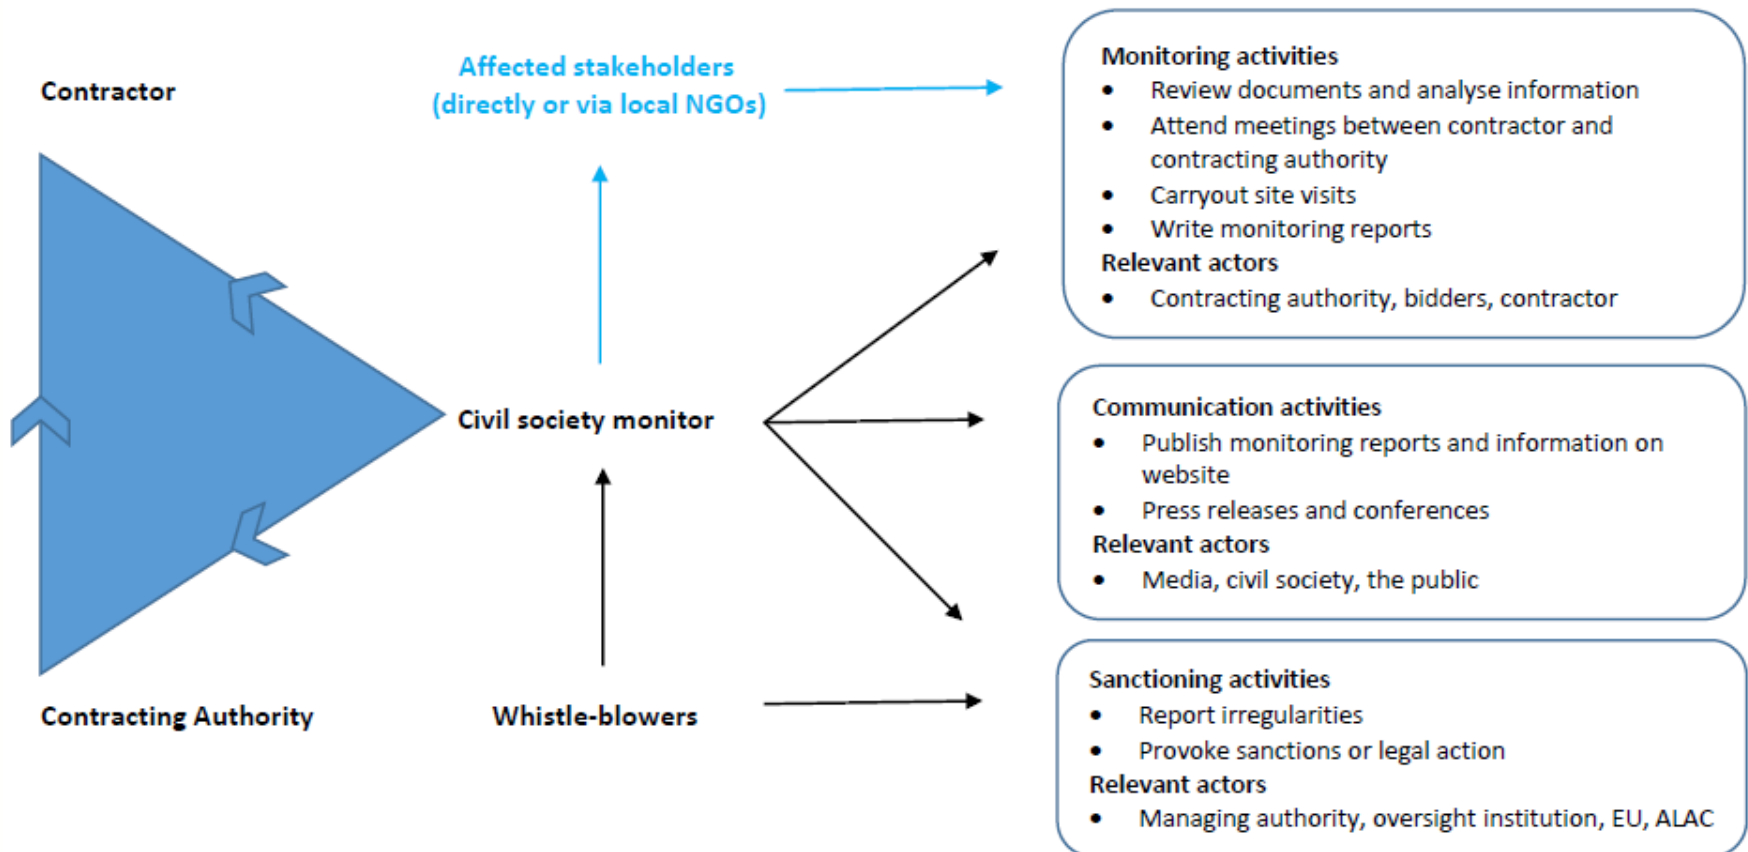 Contractor
Affected stakeholders
(directly or via local NGOs)
Civil society monitor
Contracting Authority
Whistle-blowers
Monitoring activities
• Review documents and analyse information
• Attend meetings between contractor and
contracting authority
• Carryout site visits
• Write monitoring reports
Relevant actors
• Contracting authority, bidders, contractor
Communication activities
• Publish monitoring reports and information on
website
• Press releases and conferences
Relevant actors
• Media, civil society, the public
Sanctioning activities
• Report irregularities
• Provoke sanctions or legal action
Relevant actors
• Managing authority, oversight institution, EU, ALAC